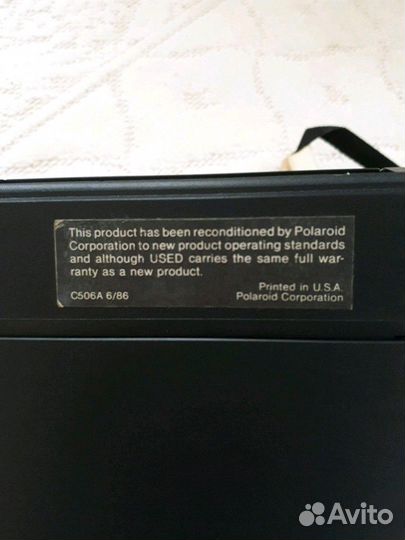 This product has been reconditioned by Polaroid
Corporation to new product operating standards
and although USED carries the same full war-
ranty as a new product.
Printed in U.S.A.
C506A 6/86 Polaroid Corporation
Avito